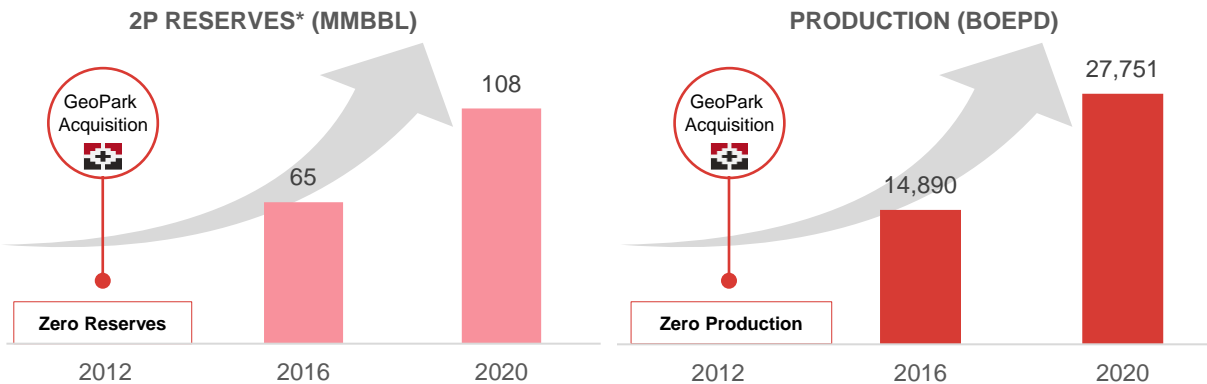 2P RESERVES* (MMBBL)
GeoPark
Acquisition
65
108
Zero Reserves
2012
2016
2020
PRODUCTION (BOEPD)
GeoPark
Acquisition
14,890
27,751
Zero Production
2012
2016
2020